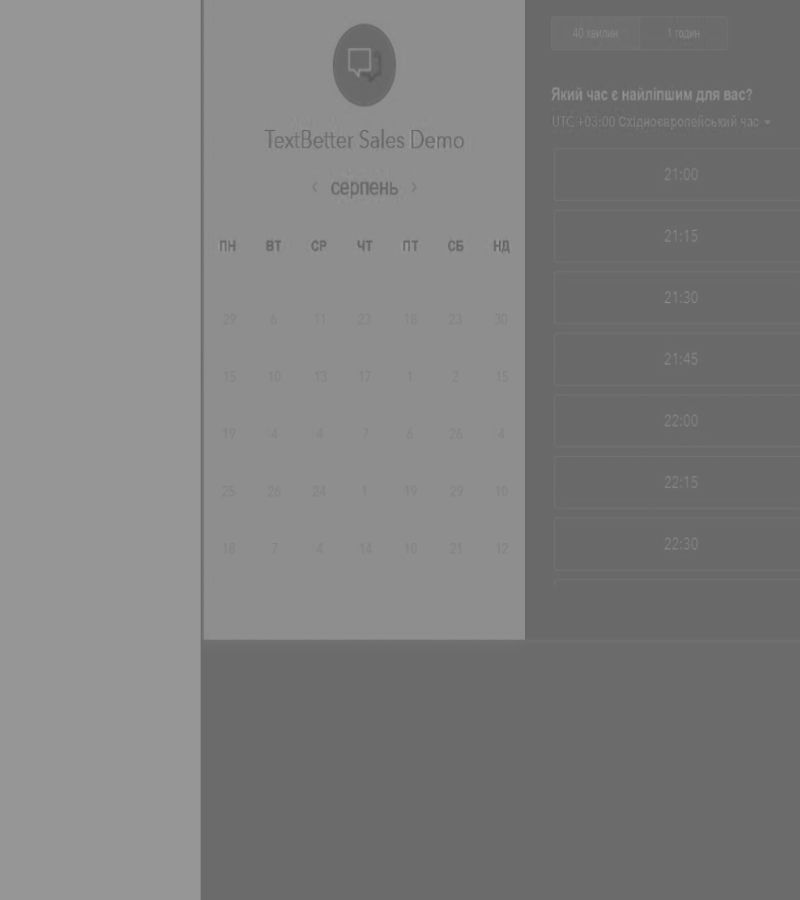 TextBetter Sales Demo
‹ серпень ›
ПН ВТ СР ЧТ ПТ СБ НД
29 6 11 23 18 23 30
15 10 13 17 1 2 15
19 4 4 7 6 26 4
25 26 24 1 19 29 10
18 7 4 14 10 21 12
40 хвилин 1 годин
Який час є найліпшим для вас?
UTC +03:00 Східноєвропейський час
21:00
21:15
21:30
21:45
22:00
22:15
22:30